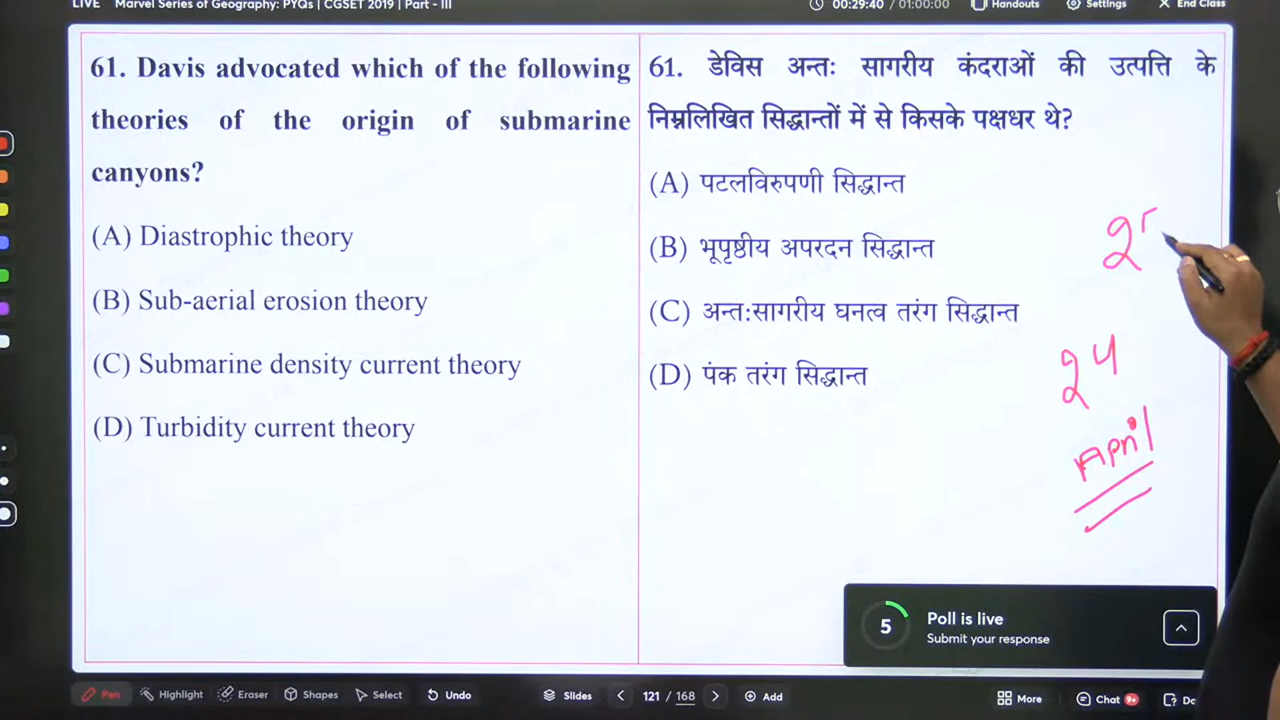 LIVE Marvel Series of Geography: PYQs | CGSET 2019 | Part - III 00:29:40 / 01:00:00 Handouts Settings End Class
61. Davis advocated which of the following
theories of the origin of submarine
canyons?
(A) Diastrophic theory
(B) Sub-aerial erosion theory
(C) Submarine density current theory
(D) Turbidity current theory
61. डेविस अन्तः सागरीय कंदराओं की उत्पत्ति के
निम्नलिखित सिद्धान्तों में से किसके पक्षधर थे?
(A) पटलविरुपणी सिद्धान्त
(B) भूपृष्ठीय अपरदन सिद्धान्त
(C) अन्त:सागरीय घनत्व तरंग सिद्धान्त
(D) पंक तरंग सिद्धान्त
24
April
5 Poll is live
Submit your response
Pen Highlight Eraser Shapes Select Undo Slides 121 / 168 Add More Chat 9+